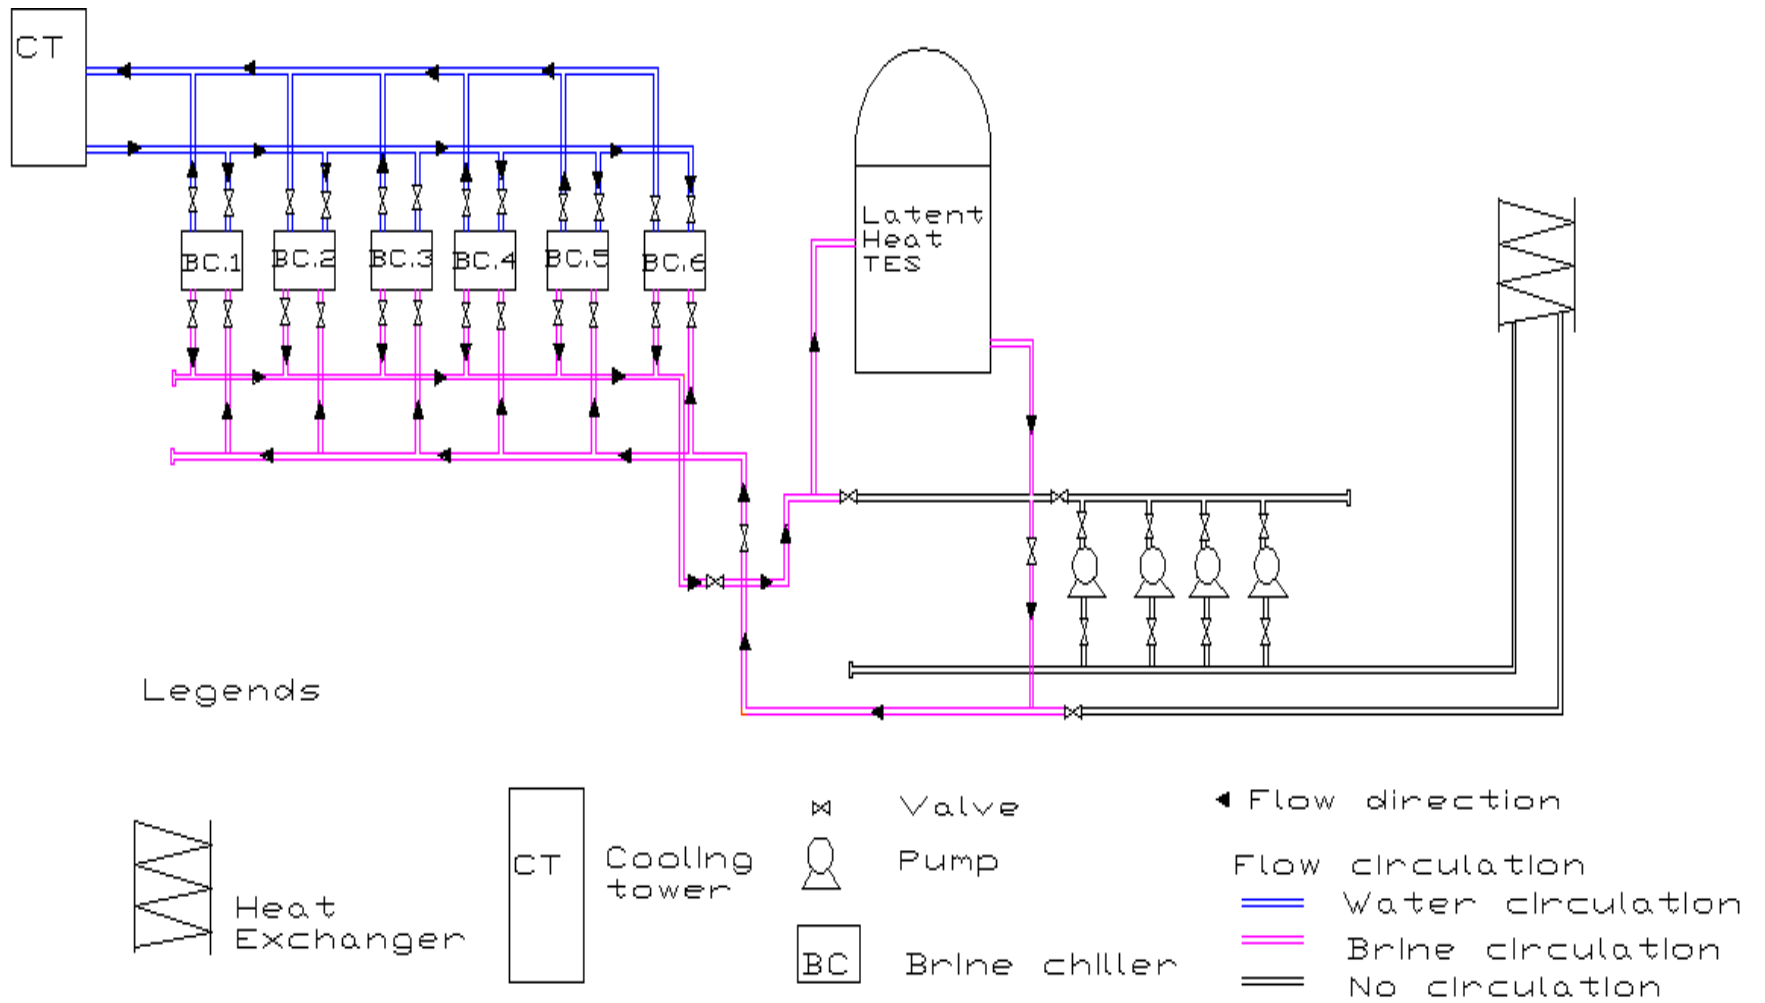 CT
BC.1
BC.2
BC.3
BC.4
BC.5
BC.6
Latent
Heat
TES
Legends
Heat
Exchanger
CT
Cooling
tower
Valve
Pump
BC
Brine chiller
Flow direction
Flow circulation
Water circulation
Brine circulation
No circulation